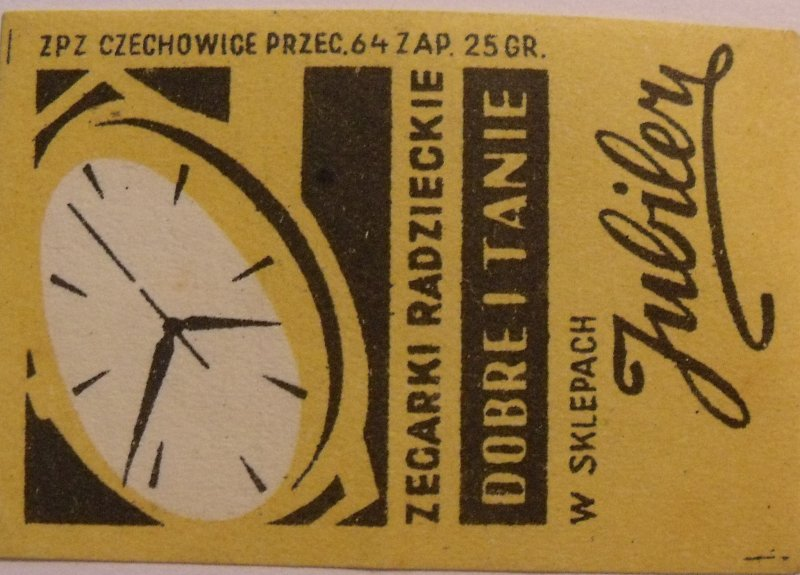 ZPZ CZECHOWICE PRZEC. 64 ZAP. 25 GR.
ZEGARKI RADZIECKIE
DOBRE I TANIE
W SKLEPACH
Jubiler